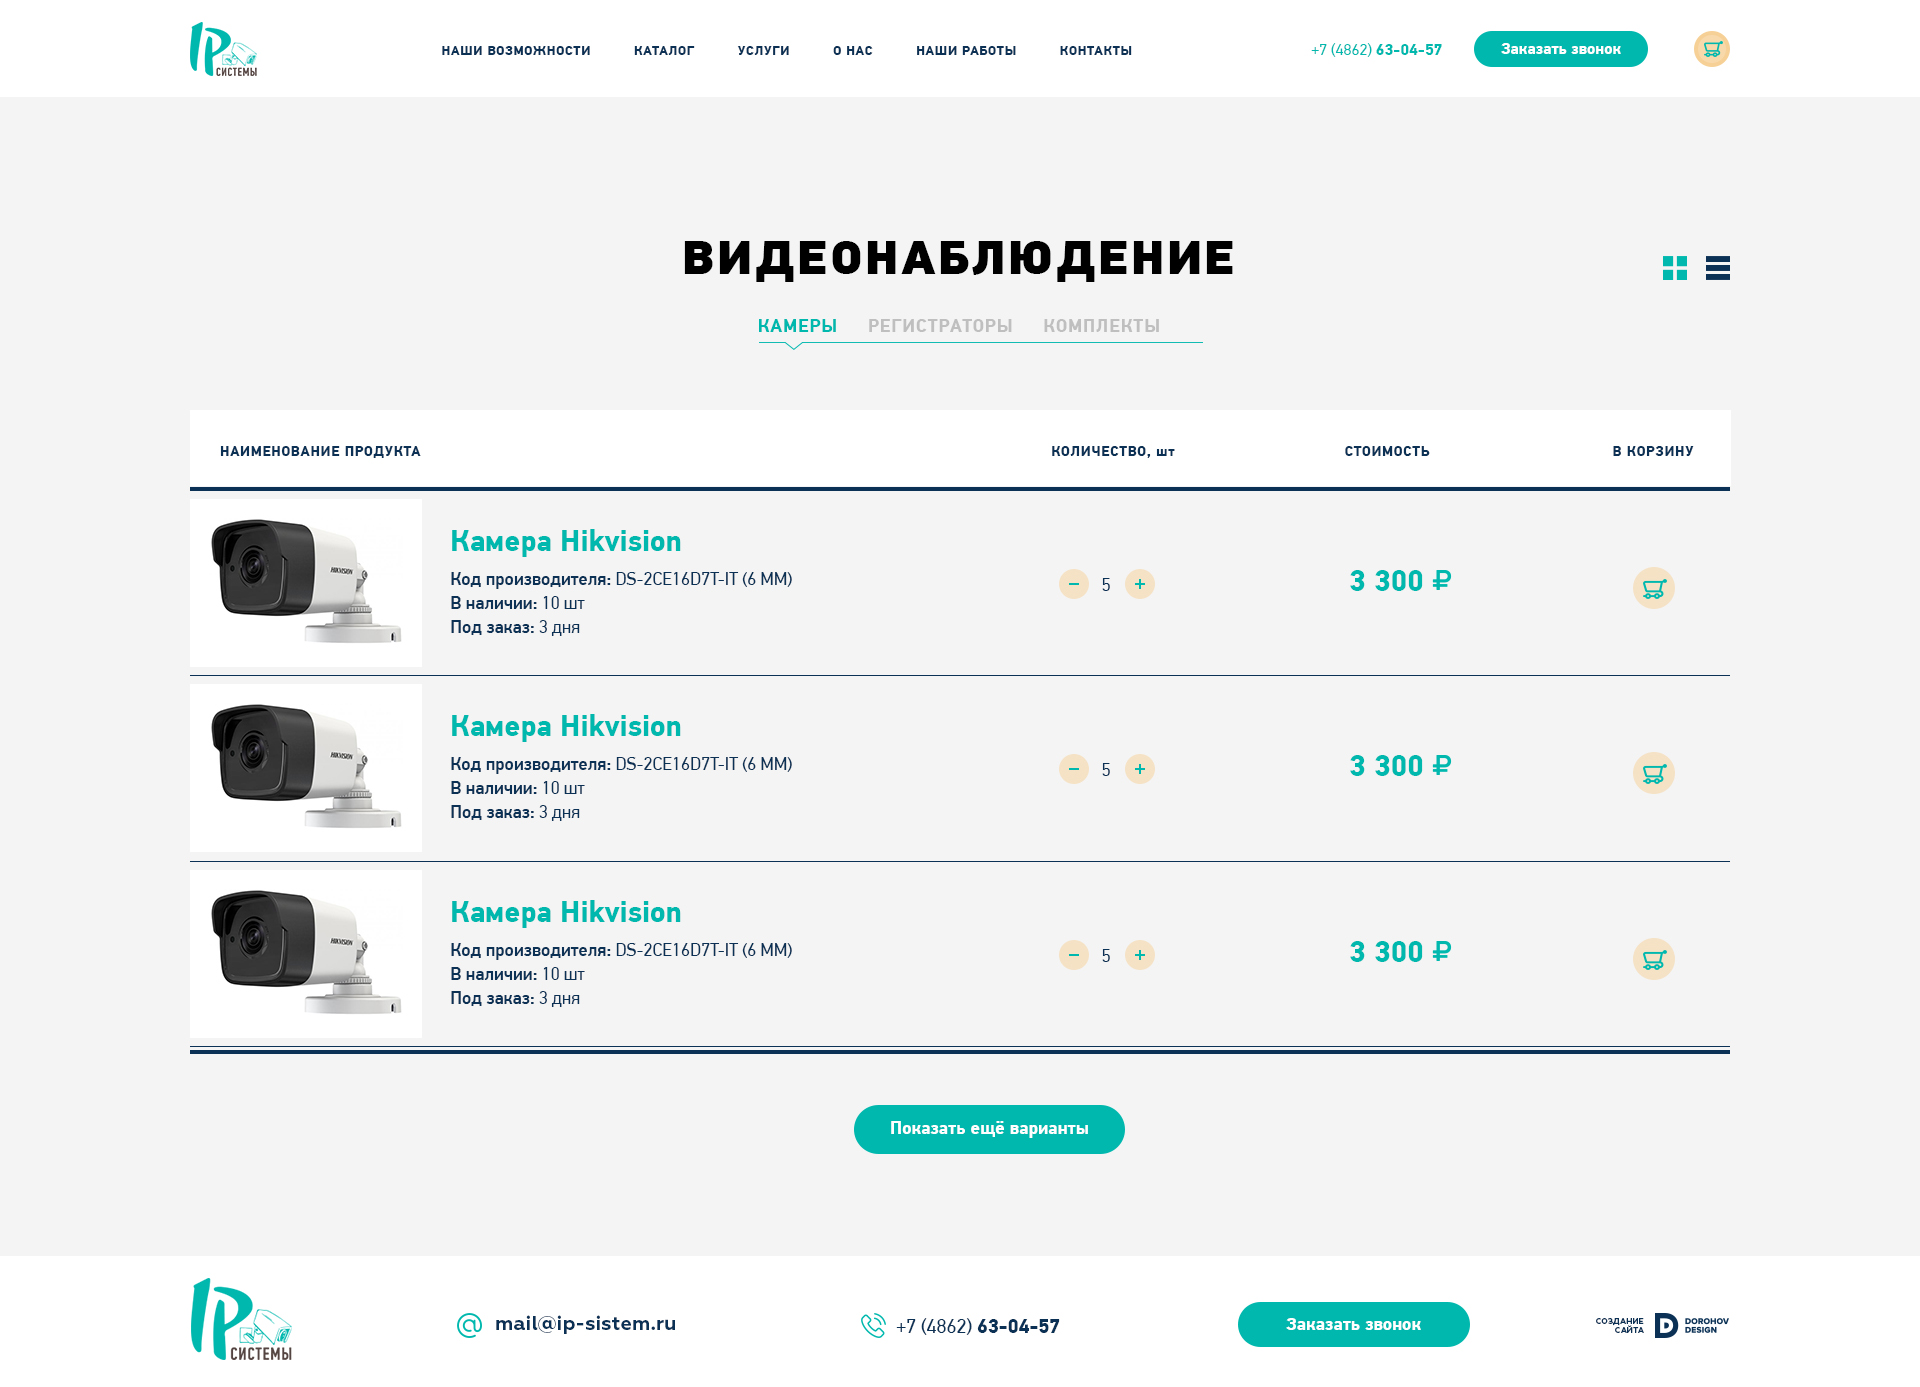 IP
СИСТЕМЫ
НАШИ ВОЗМОЖНОСТИ
КАТАЛОГ
УСЛУГИ
О НАС
НАШИ РАБОТЫ
КОНТАКТЫ
+7 (4862) 63-04-57
Заказать звонок
ВИДЕОНАБЛЮДЕНИЕ
КАМЕРЫ
РЕГИСТРАТОРЫ
КОМПЛЕКТЫ
НАИМЕНОВАНИЕ ПРОДУКТА
КОЛИЧЕСТВО, шт
СТОИМОСТЬ
В КОРЗИНУ
HIKVISION
Камера Hikvision
Код производителя: DS-2CE16D7T-IT (6 MM)
В наличии: 10 шт
Под заказ: 3 дня
− 5 +
3 300 ₽
HIKVISION
Камера Hikvision
Код производителя: DS-2CE16D7T-IT (6 MM)
В наличии: 10 шт
Под заказ: 3 дня
− 5 +
3 300 ₽
HIKVISION
Камера Hikvision
Код производителя: DS-2CE16D7T-IT (6 MM)
В наличии: 10 шт
Под заказ: 3 дня
− 5 +
3 300 ₽
Показать ещё варианты
IP
СИСТЕМЫ
mail@ip-sistem.ru
+7 (4862) 63-04-57
Заказать звонок
СОЗДАНИЕ
САЙТА
D
DOROHOV
DESIGN